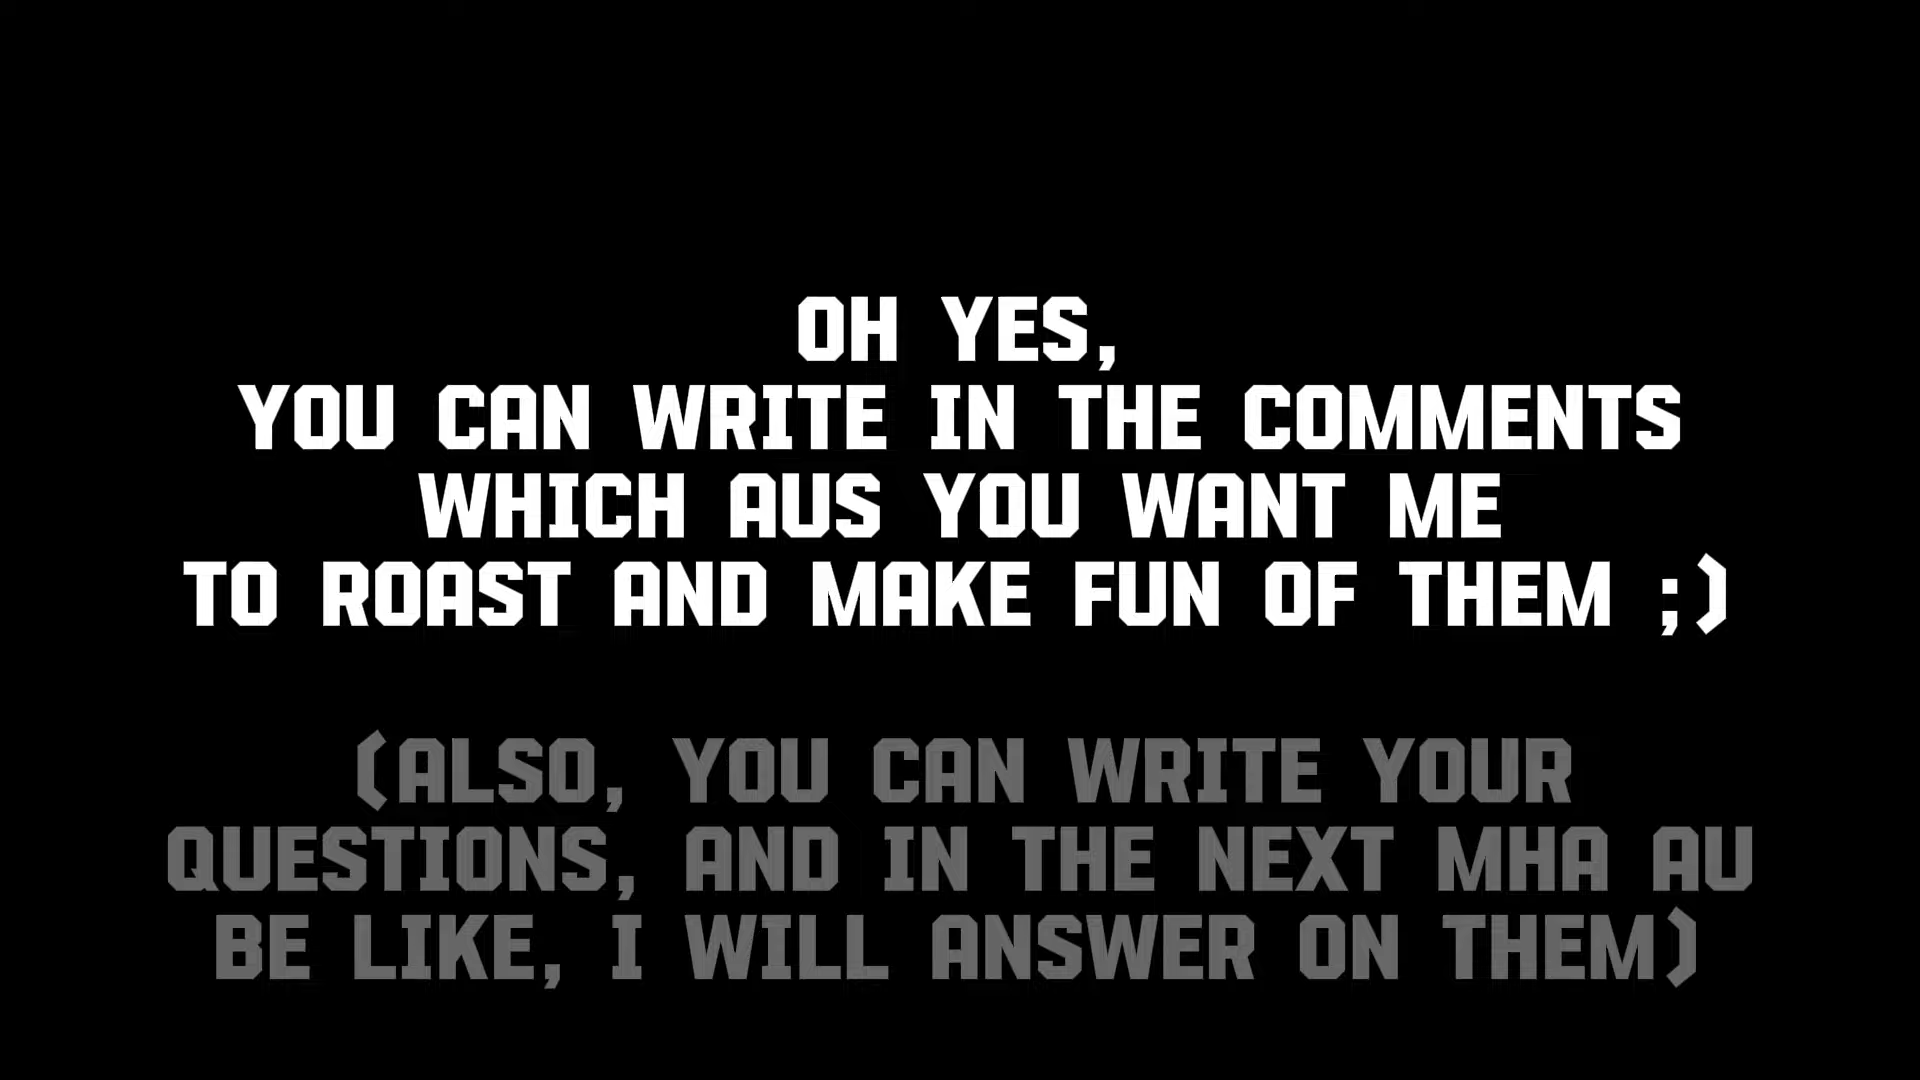 OH YES,
YOU CAN WRITE IN THE COMMENTS
WHICH AUS YOU WANT ME
TO ROAST AND MAKE FUN OF THEM ;)
(ALSO, YOU CAN WRITE YOUR
QUESTIONS, AND IN THE NEXT MHA AU
BE LIKE, I WILL ANSWER ON THEM)